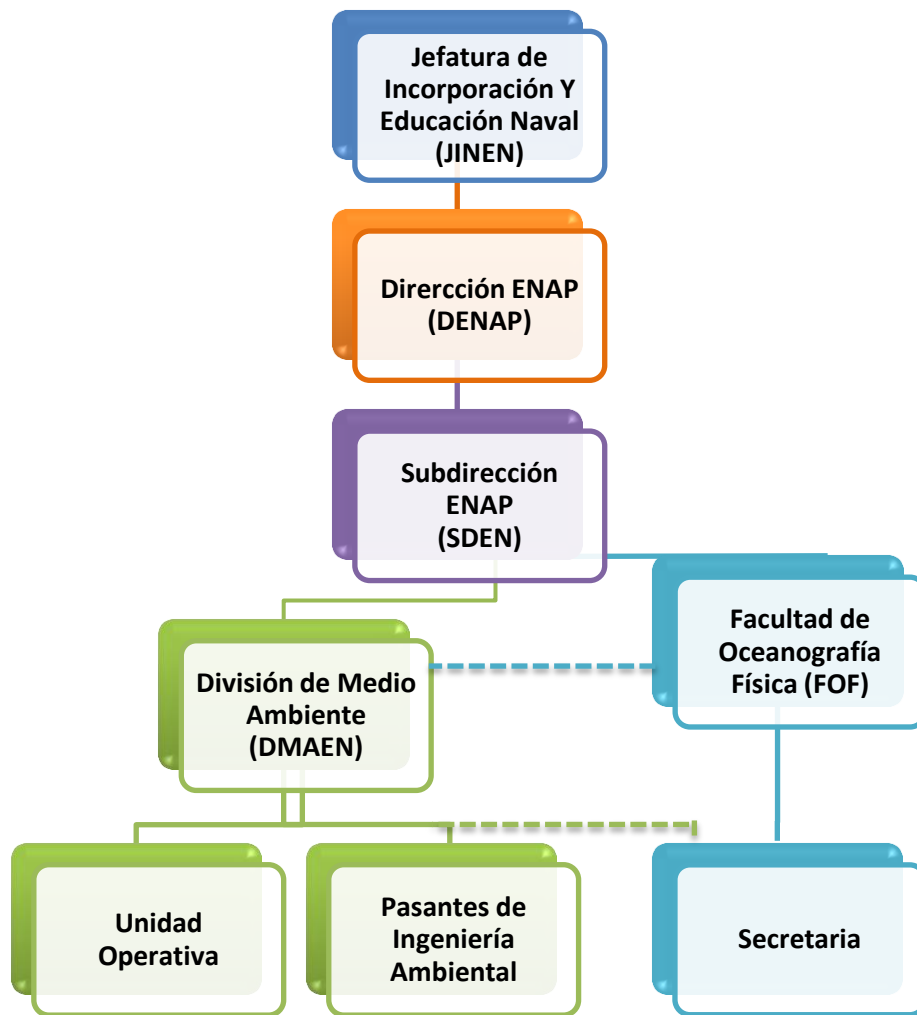 Jefatura de
Incorporación Y
Educación Naval
(JINEN)
Dirercción ENAP
(DENAP)
Subdirección
ENAP
(SDEN)
Facultad de
Oceanografía
Física (FOF)
División de Medio
Ambiente
(DMAEN)
Unidad
Operativa
Pasantes de
Ingeniería
Ambiental
Secretaria